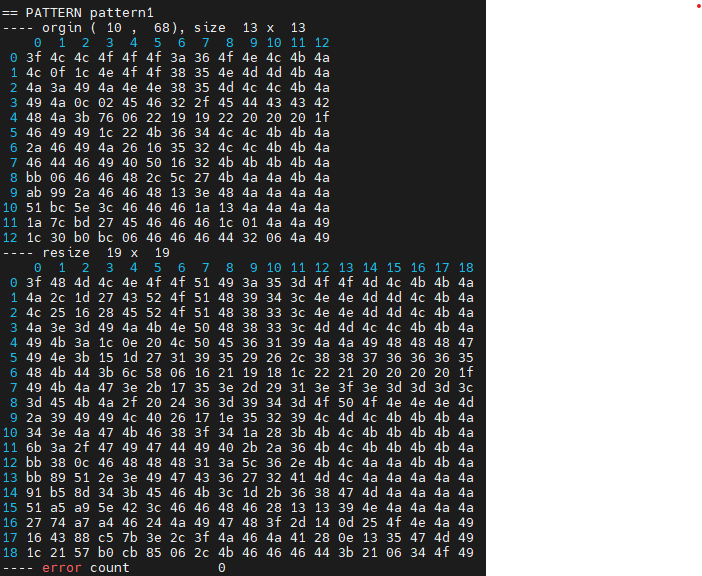 == PATTERN pattern1
---- orgin ( 10 ,  68), size  13 x  13
0 1 2 3 4 5 6 7 8 9 10 11 12
0 3f 4c 4c 4f 4f 4f 3a 36 4f 4e 4c 4b 4a
1 4c 0f 1c 4e 4f 4f 38 35 4e 4d 4d 4b 4a
2 4a 3a 49 4a 4e 4e 38 35 4d 4c 4c 4b 4a
3 49 4a 0c 02 45 46 32 2f 45 44 43 43 42
4 48 4a 3b 76 06 22 19 19 22 20 20 20 1f
5 46 49 49 1c 22 4b 36 34 4c 4c 4b 4b 4a
6 2a 46 49 4a 26 16 35 32 4c 4c 4b 4b 4a
7 46 44 46 49 40 50 16 32 4b 4b 4b 4b 4a
8 bb 06 46 46 48 2c 5c 27 4b 4a 4a 4b 4a
9 ab 99 2a 46 46 48 13 3e 48 4a 4a 4a 4a
10 51 bc 5e 3c 46 46 46 1a 13 4a 4a 4a 4a
11 1a 7c bd 27 45 46 46 46 1c 01 4a 4a 49
12 1c 30 b0 bc 06 46 46 46 44 32 06 4a 49
---- resize  19 x  19
0 1 2 3 4 5 6 7 8 9 10 11 12 13 14 15 16 17 18
0 3f 48 4d 4c 4e 4f 4f 51 49 3a 35 3d 4f 4f 4d 4c 4b 4b 4a
1 4a 2c 1d 27 43 52 4f 51 48 39 34 3c 4e 4e 4d 4d 4c 4b 4a
2 4c 25 16 28 45 52 4f 51 48 38 33 3c 4e 4e 4d 4d 4c 4b 4a
3 4a 3e 3d 49 4a 4b 4e 50 48 38 33 3c 4d 4d 4c 4c 4b 4b 4a
4 49 4b 3a 1c 0e 20 4c 50 45 36 31 39 4a 4a 49 48 48 48 47
5 49 4e 3b 15 1d 27 31 39 35 29 26 2c 38 38 37 36 36 36 35
6 48 4b 44 3b 6c 58 06 16 21 19 18 1c 22 21 20 20 20 20 1f
7 49 4b 4a 47 3e 2b 17 35 3e 2d 29 31 3e 3f 3e 3d 3d 3d 3c
8 3d 45 4b 4a 2f 20 24 36 3d 39 34 3d 4f 50 4f 4e 4e 4e 4d
9 2a 39 49 49 4c 40 26 17 1e 35 32 39 4c 4d 4c 4b 4b 4b 4a
10 34 3e 4a 47 4b 46 38 3f 34 1a 28 3b 4b 4c 4b 4b 4b 4b 4a
11 6b 3a 2f 47 49 47 44 49 40 2b 2a 36 4b 4c 4b 4b 4b 4b 4a
12 bb 38 0c 46 48 48 48 31 3a 5c 36 2e 4b 4c 4a 4a 4b 4b 4a
13 bb 89 51 2e 3e 49 47 43 36 27 32 41 4d 4c 4a 4a 4a 4a 4a
14 91 b5 8d 34 3b 45 46 4b 3c 1d 2b 36 38 47 4d 4a 4a 4a 4a
15 51 a5 a9 5e 42 3c 46 46 48 46 28 13 13 39 4e 4a 4a 4a 4a
16 27 74 a7 a4 46 24 4a 49 47 48 3f 2d 14 0d 25 4f 4e 4a 49
17 16 43 88 c5 7b 3e 2c 3f 4a 46 4a 41 28 0e 13 35 47 4d 49
18 1c 21 57 b0 cb 85 06 2c 4b 46 46 46 44 3b 21 06 34 4f 49
---- error count           0